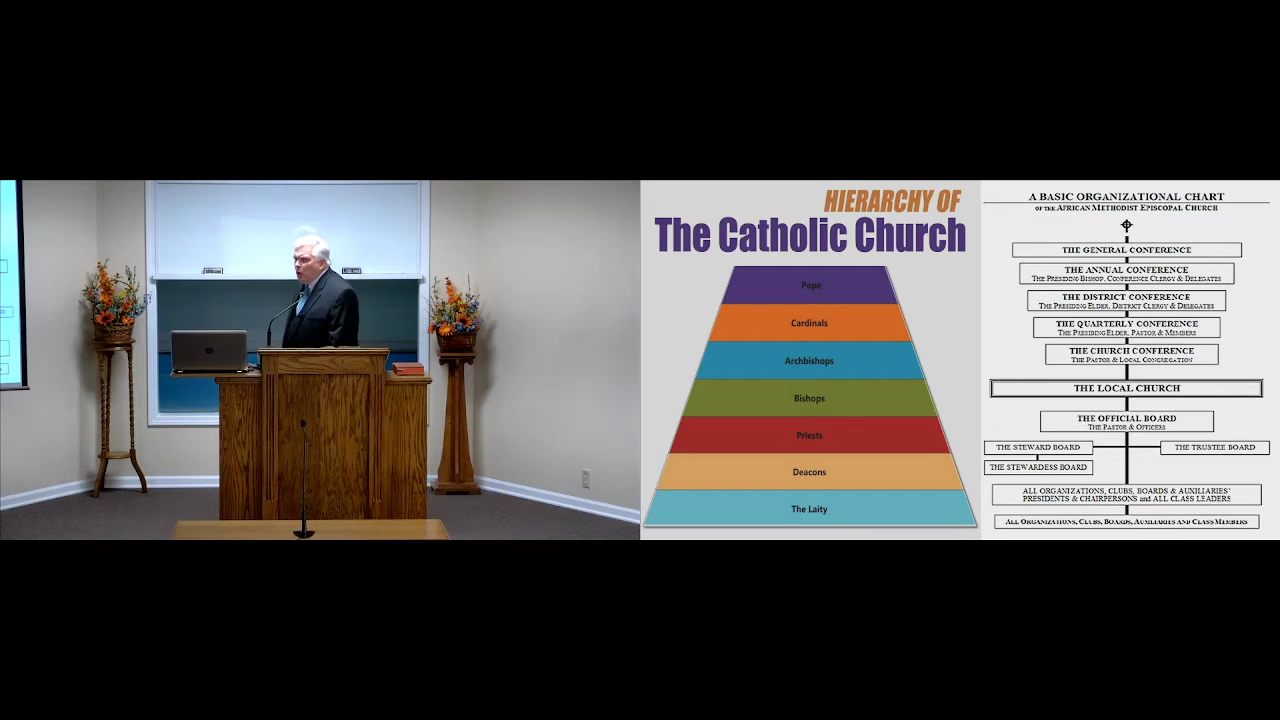 HIERARCHY OF
The Catholic Church
Pope
Cardinals
Archbishops
Bishops
Priests
Deacons
The Laity
A BASIC ORGANIZATIONAL CHART
OF THE AFRICAN METHODIST EPISCOPAL CHURCH
THE GENERAL CONFERENCE
THE ANNUAL CONFERENCE
THE PRESIDING BISHOP, CONFERENCE CLERGY & DELEGATES
THE DISTRICT CONFERENCE
THE PRESIDING ELDER, DISTRICT CLERGY & DELEGATES
THE QUARTERLY CONFERENCE
THE PRESIDING ELDER, PASTOR & MEMBERS
THE CHURCH CONFERENCE
THE PASTOR & LOCAL CONGREGATION
THE LOCAL CHURCH
THE OFFICIAL BOARD
THE PASTOR & OFFICERS
THE STEWARD BOARD
THE TRUSTEE BOARD
THE STEWARDESS BOARD
ALL ORGANIZATIONS, CLUBS, BOARDS & AUXILIARIES'
PRESIDENTS & CHAIRPERSONS and ALL CLASS LEADERS
ALL ORGANIZATIONS, CLUBS, BOARDS, AUXILIARIES AND CLASS MEMBERS